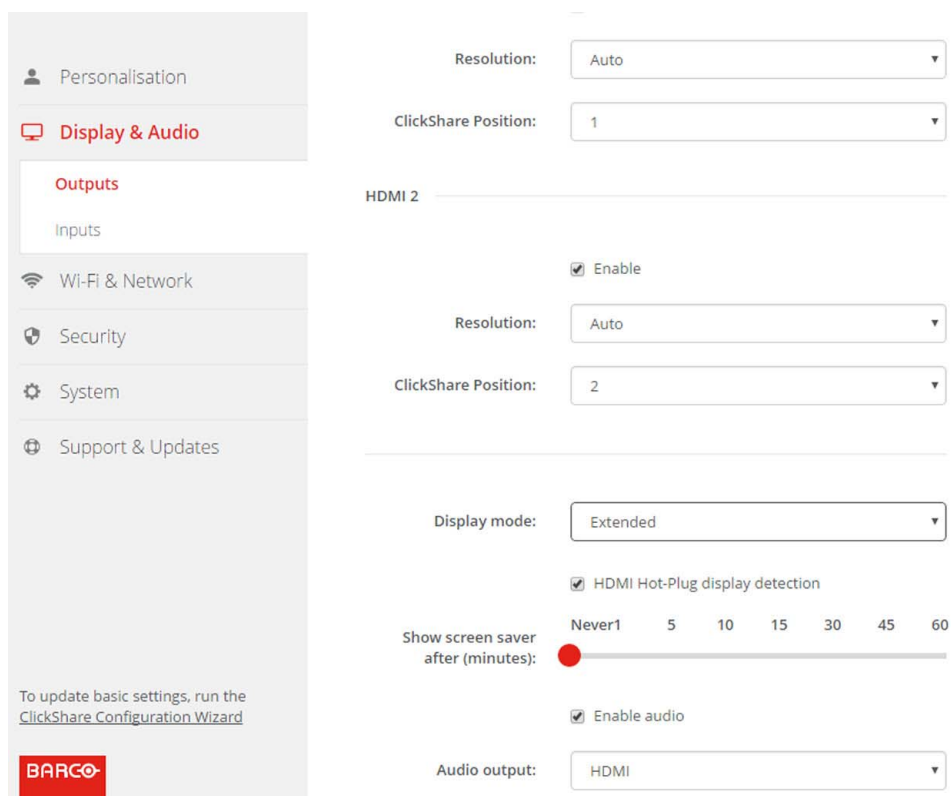 Personalisation
Display & Audio
Outputs
Inputs
Wi-Fi & Network
Security
System
Support & Updates
To update basic settings, run the
ClickShare Configuration Wizard
BARCO
Resolution: Auto
ClickShare Position: 1
HDMI 2
Enable
Resolution: Auto
ClickShare Position: 2
Display mode: Extended
HDMI Hot-Plug display detection
Never1 5 10 15 30 45 60
Show screen saver
after (minutes):
Enable audio
Audio output: HDMI